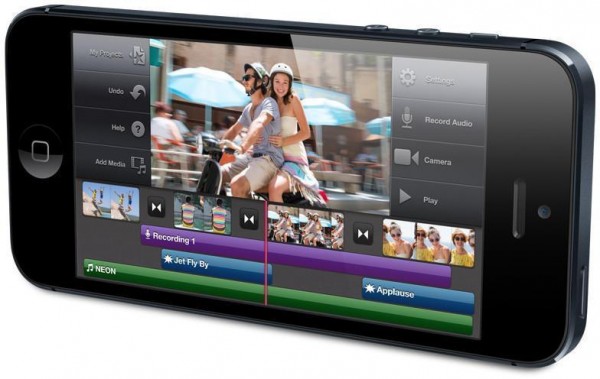 My Projects
Undo
Help
Add Media
Settings
Record Audio
Camera
Play
Recording 1
Jet Fly By
NEON
Applause